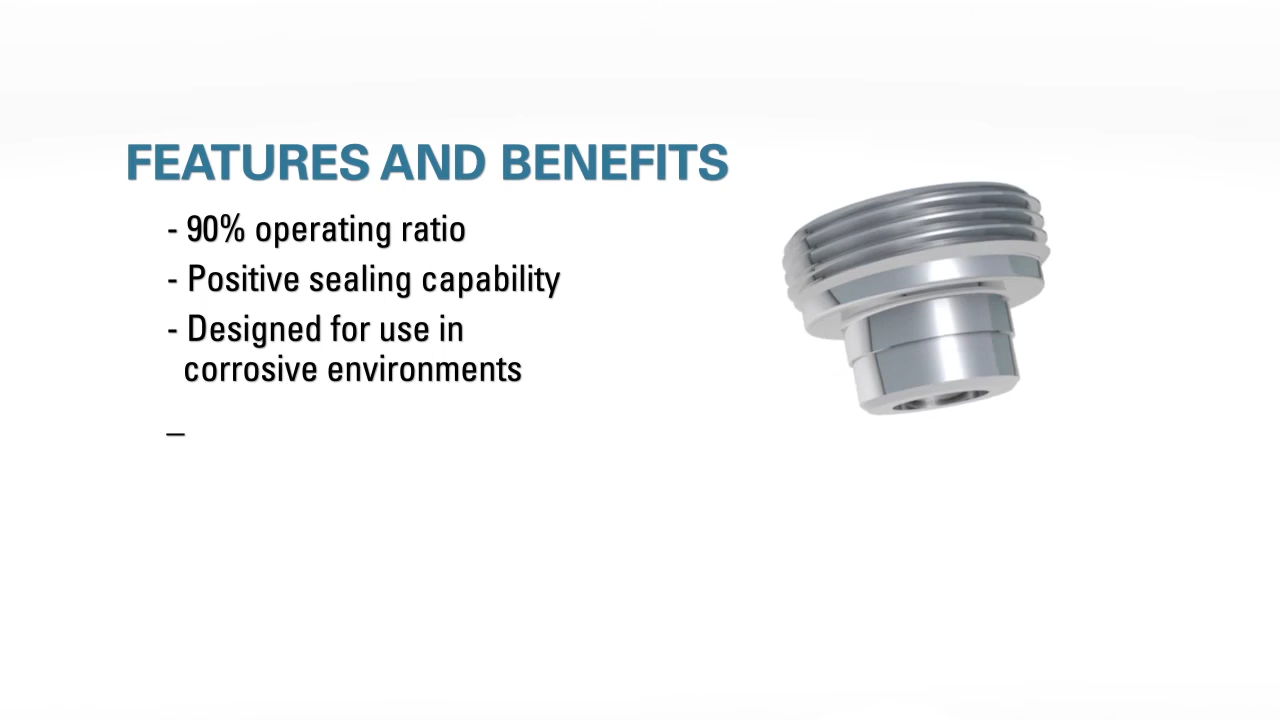 FEATURES AND BENEFITS
- 90% operating ratio
- Positive sealing capability
- Designed for use in
corrosive environments
_